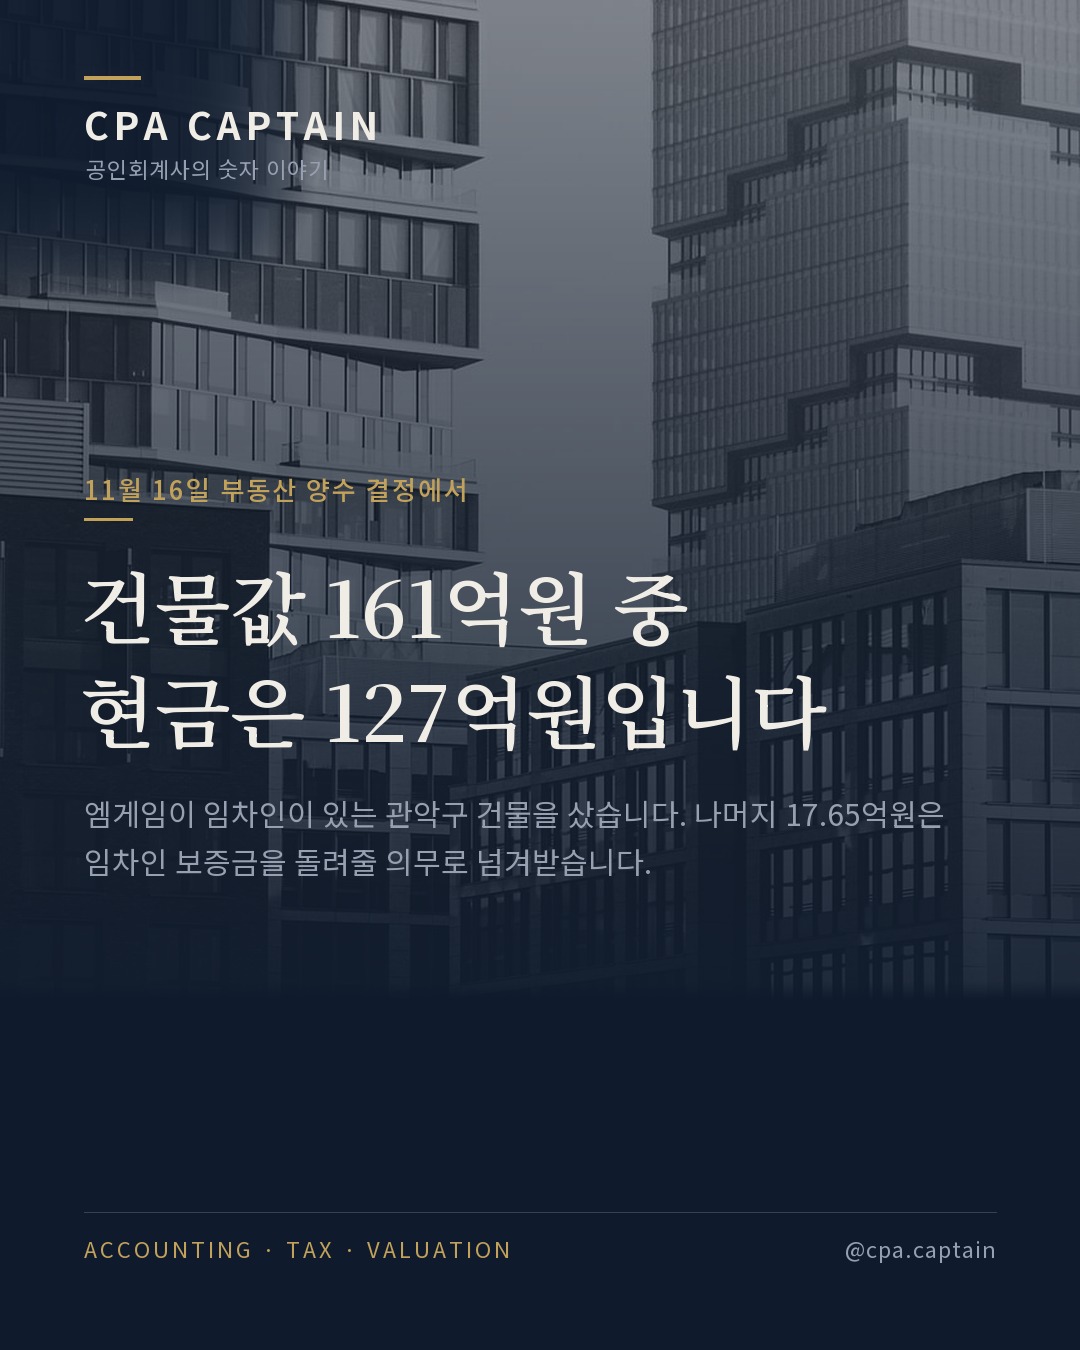 CPA CAPTAIN
공인회계사의 숫자 이야기
11월 16일 부동산 양수 결정에서
건물값 161억원 중
현금은 127억원입니다
엠게임이 임차인이 있는 관악구 건물을 샀습니다. 나머지 17.65억원은
임차인 보증금을 돌려줄 의무로 넘겨받습니다.
ACCOUNTING · TAX · VALUATION
@cpa.captain